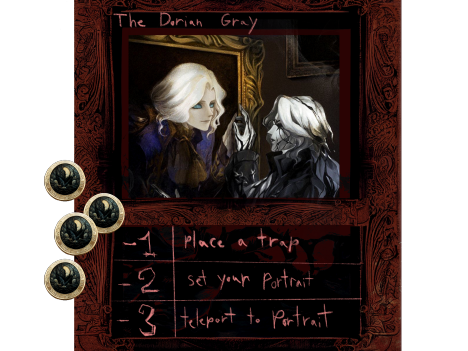 The Dorian Gray
-1 place a trap
-2 set your Portrait
-3 teleport to Portrait